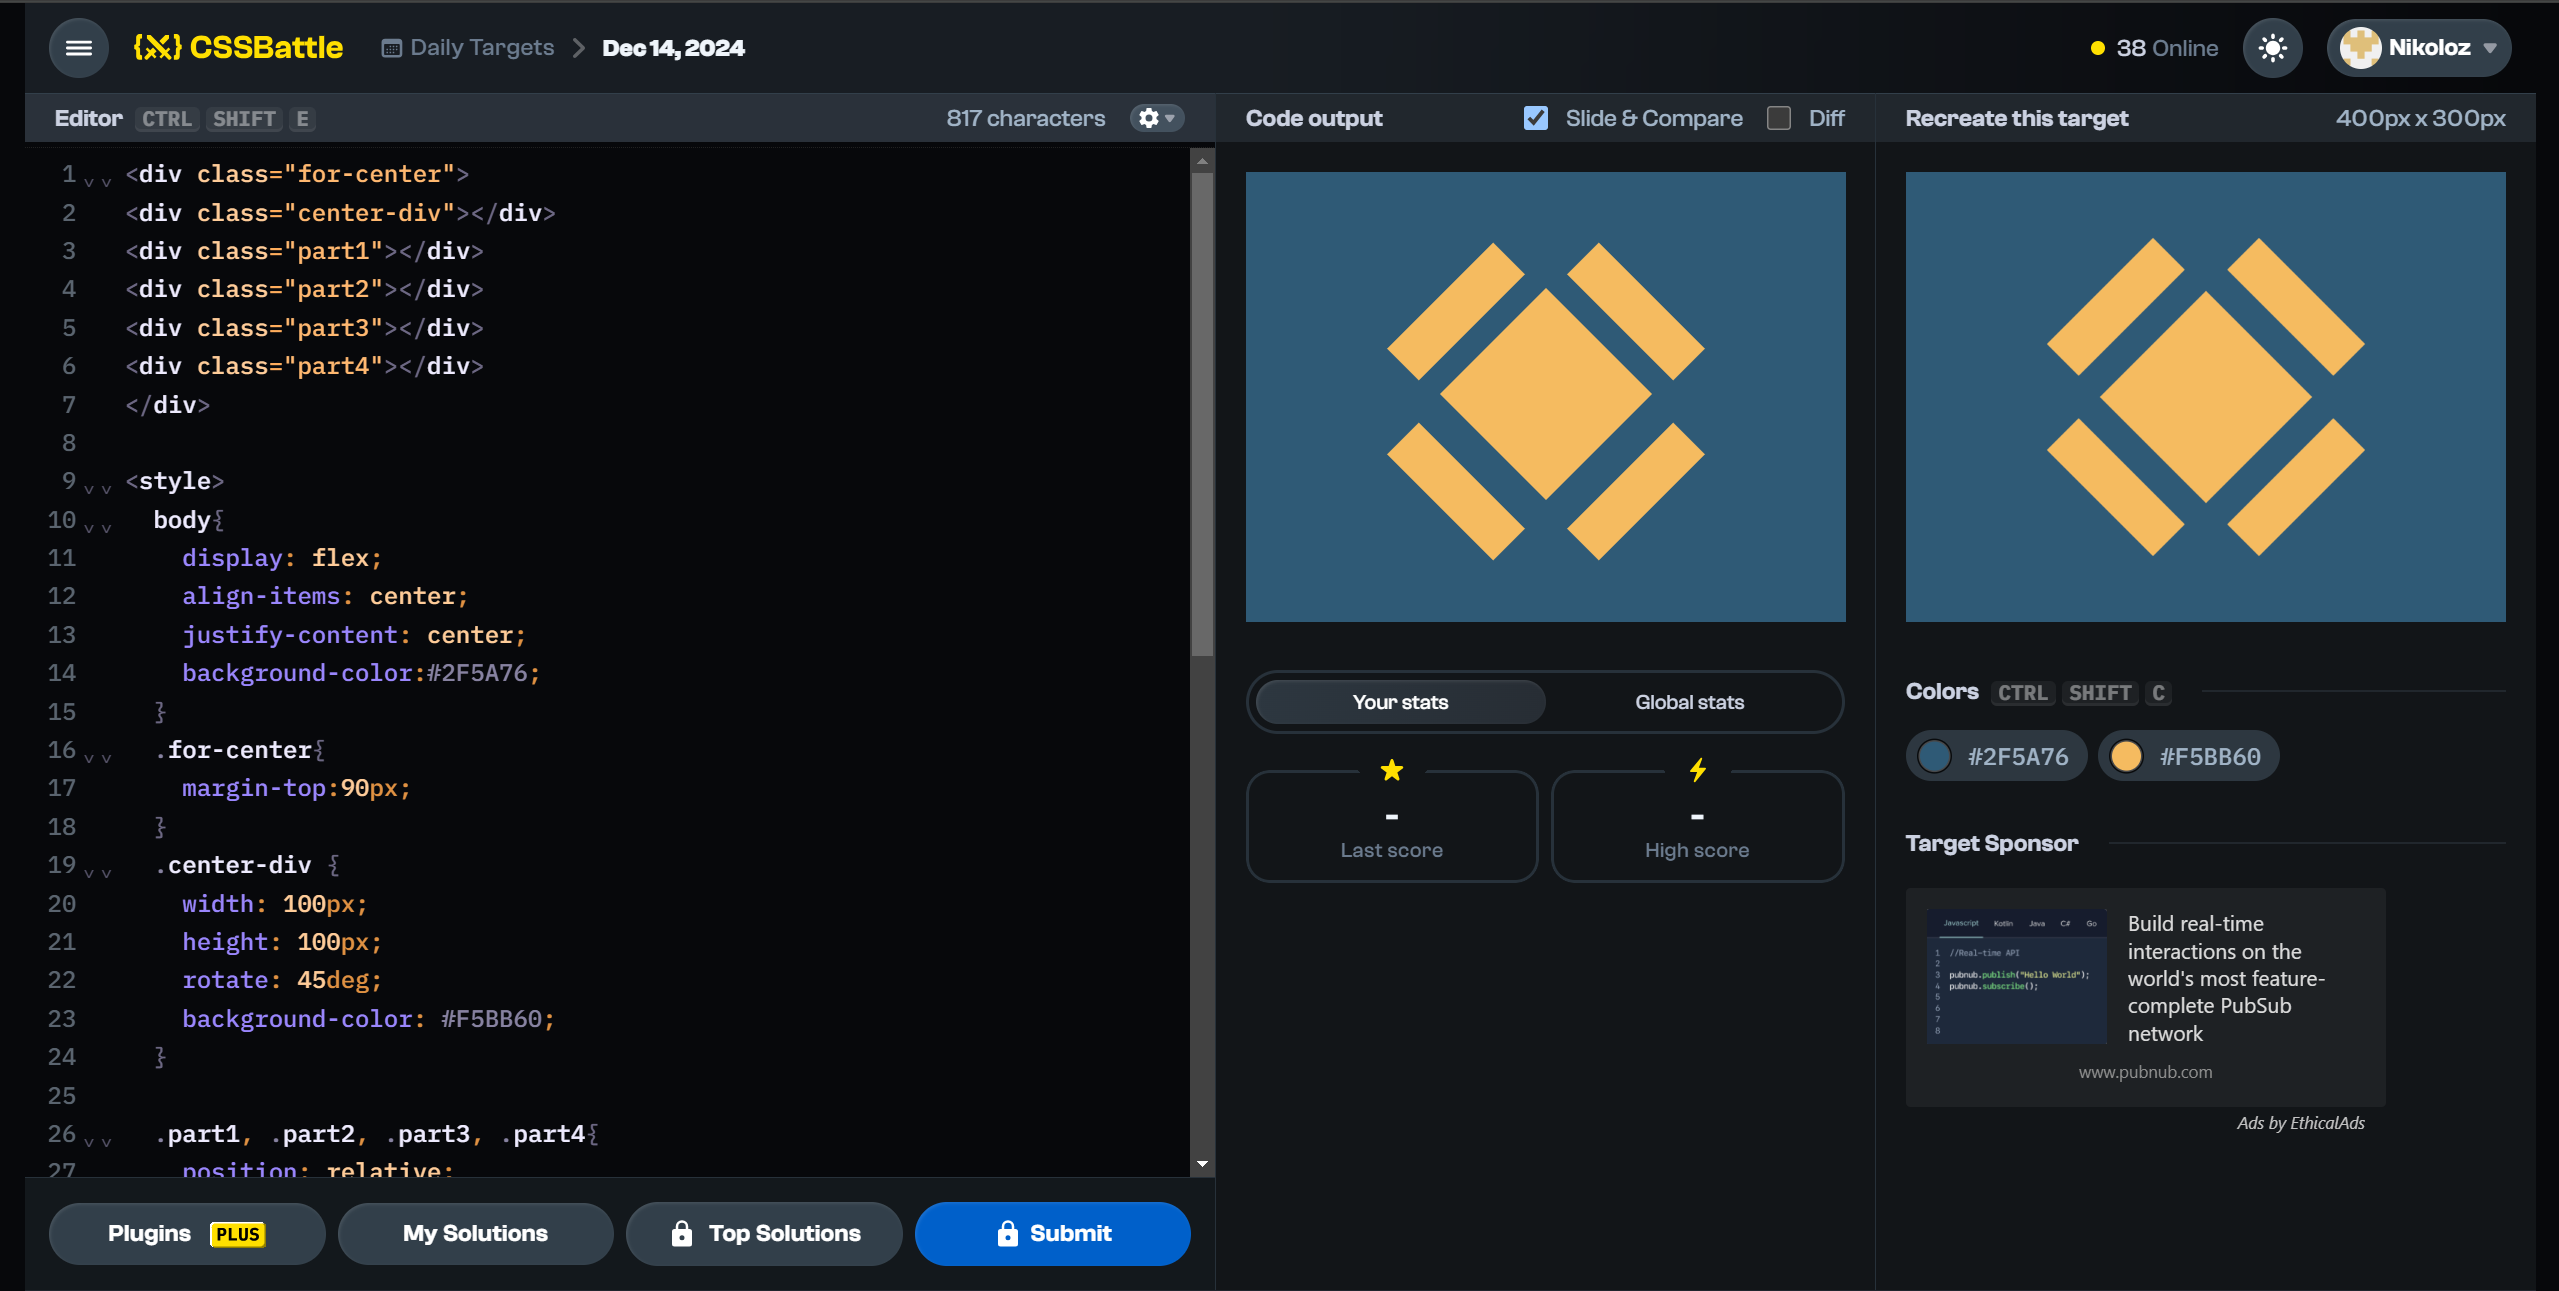 {X} CSSBattle
Daily Targets > Dec 14, 2024
38 Online
Nikoloz
Editor CTRL SHIFT E
817 characters
Code output
Slide & Compare
Diff
Recreate this target
400px x 300px
1 <div class="for-center">
2 <div class="center-div"></div>
3 <div class="part1"></div>
4 <div class="part2"></div>
5 <div class="part3"></div>
6 <div class="part4"></div>
7 </div>
8
9 <style>
10 body{
11 display: flex;
12 align-items: center;
13 justify-content: center;
14 background-color:#2F5A76;
15 }
16 .for-center{
17 margin-top:90px;
18 }
19 .center-div {
20 width: 100px;
21 height: 100px;
22 rotate: 45deg;
23 background-color: #F5BB60;
24 }
25
26 .part1, .part2, .part3, .part4{
27 position: relative;
Plugins PLUS
My Solutions
Top Solutions
Submit
Your stats
Global stats
-
Last score
-
High score
Colors CTRL SHIFT C
#2F5A76
#F5BB60
Target Sponsor
Javascript Kotlin Java C# Go
1 //Real-time API
2
3 pubnub.publish("Hello World");
4 pubnub.subscribe();
5
6
7
8
Build real-time
interactions on the
world's most feature-
complete PubSub
network
www.pubnub.com
Ads by EthicalAds